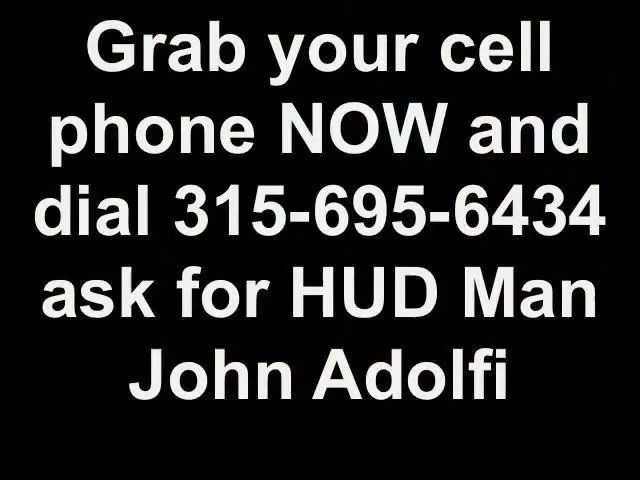 Grab your cell
phone NOW and
dial 315-695-6434
ask for HUD Man
John Adolfi